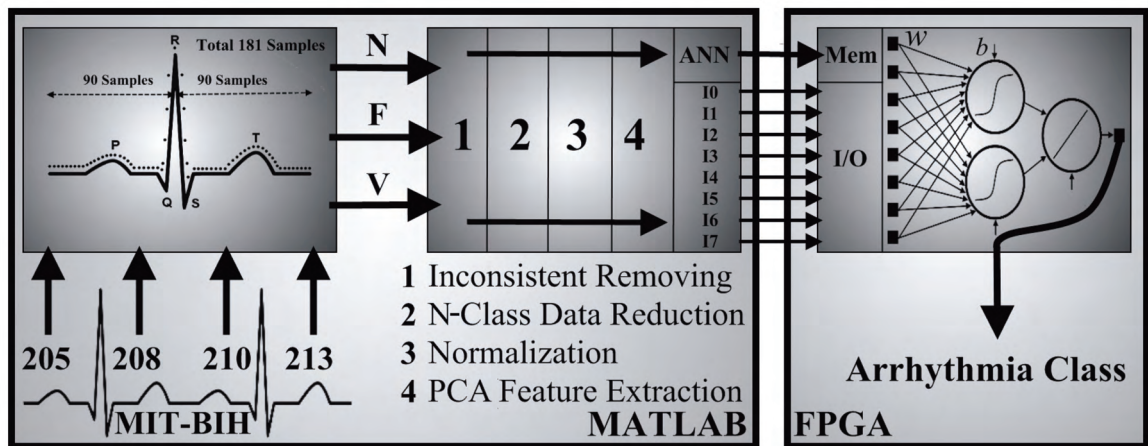 Total 181 Samples
90 Samples
90 Samples
R
P
T
Q
S
N
F
V
1
2
3
4
ANN
I0
I1
I2
I3
I4
I5
I6
I7
Mem
I/O
w
b
205
208
210
213
MIT-BIH
1 Inconsistent Removing
2 N-Class Data Reduction
3 Normalization
4 PCA Feature Extraction
MATLAB
Arrhythmia Class
FPGA